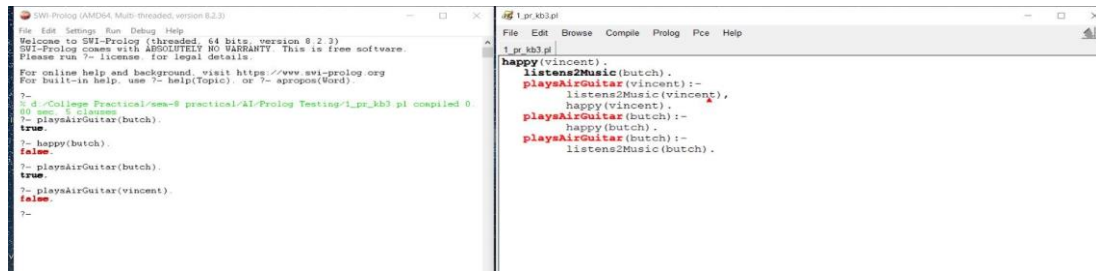 SWI-Prolog (AMD64, Multi-threaded, version 8.2.3)
File Edit Settings Run Debug Help
Welcome to SWI-Prolog (threaded, 64 bits, version 8.2.3)
SWI-Prolog comes with ABSOLUTELY NO WARRANTY. This is free software.
Please run ?- license. for legal details.
For online help and background, visit https://www.swi-prolog.org
For built-in help, use ?- help(Topic). or ?- apropos(Word).
?-
% d:/College Practical/sem-8 practical/AI/Prolog Testing/1_pr_kb3.pl compiled 0.
00 sec, 5 clauses
?- playsAirGuitar(butch).
true.
?- happy(butch).
false.
?- playsAirGuitar(butch).
true.
?- playsAirGuitar(vincent).
false.
?-
1_pr_kb3.pl
File Edit Browse Compile Prolog Pce Help
1_pr_kb3.pl
happy(vincent).
listens2Music(butch).
playsAirGuitar(vincent):-
listens2Music(vincent),
happy(vincent).
playsAirGuitar(butch):-
happy(butch).
playsAirGuitar(butch):-
listens2Music(butch).